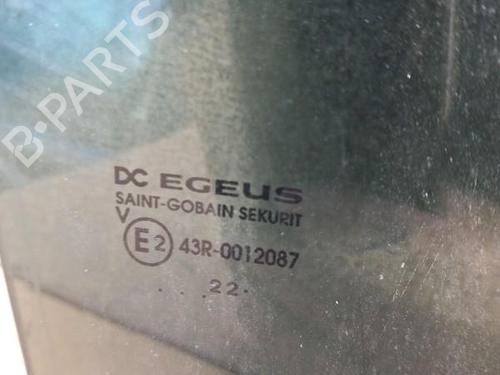 B-PARTS
DC EGEUS
SAINT-GOBAIN SEKURIT
V
E2 43R-0012087
. ...22.